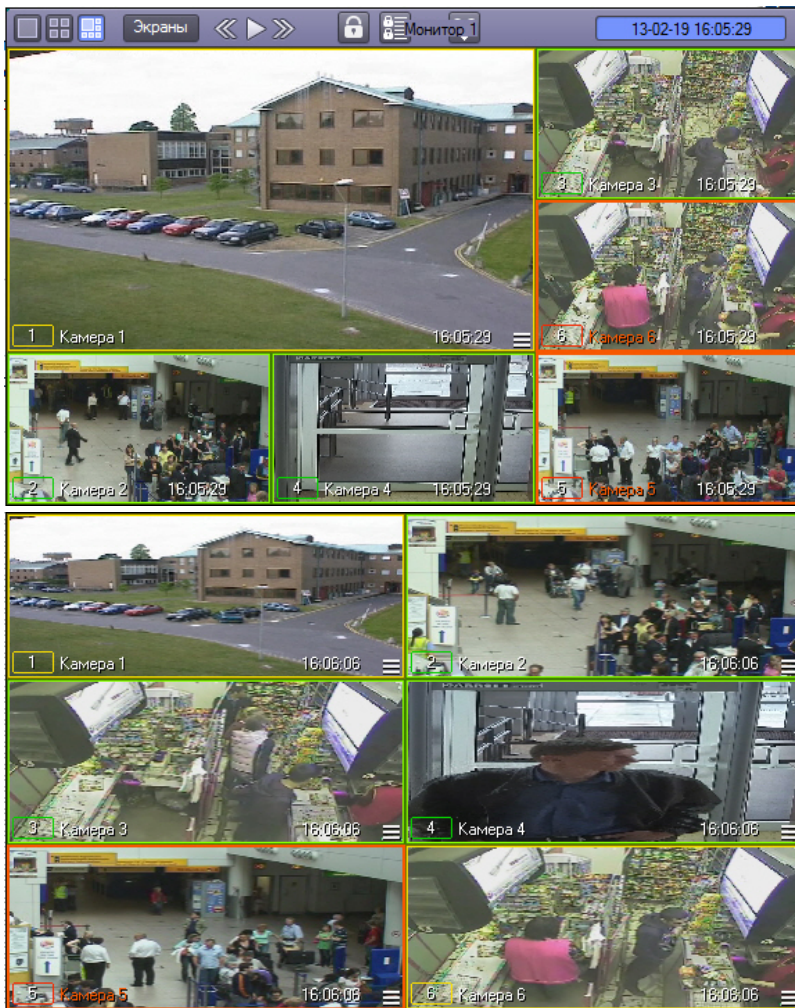 Экраны Монитор 1 13-02-19 16:05:29
3 Камера 3 16:05:29
1 Камера 1 16:05:29
6 Камера 6 16:05:29
2 Камера 2 16:05:29
4 Камера 4 16:05:29
5 Камера 5 16:05:29
1 Камера 1 16:06:06
2 Камера 2 16:06:06
3 Камера 3 16:06:06
4 Камера 4 16:06:06
5 Камера 5 16:06:06
6 Камера 6 16:06:06